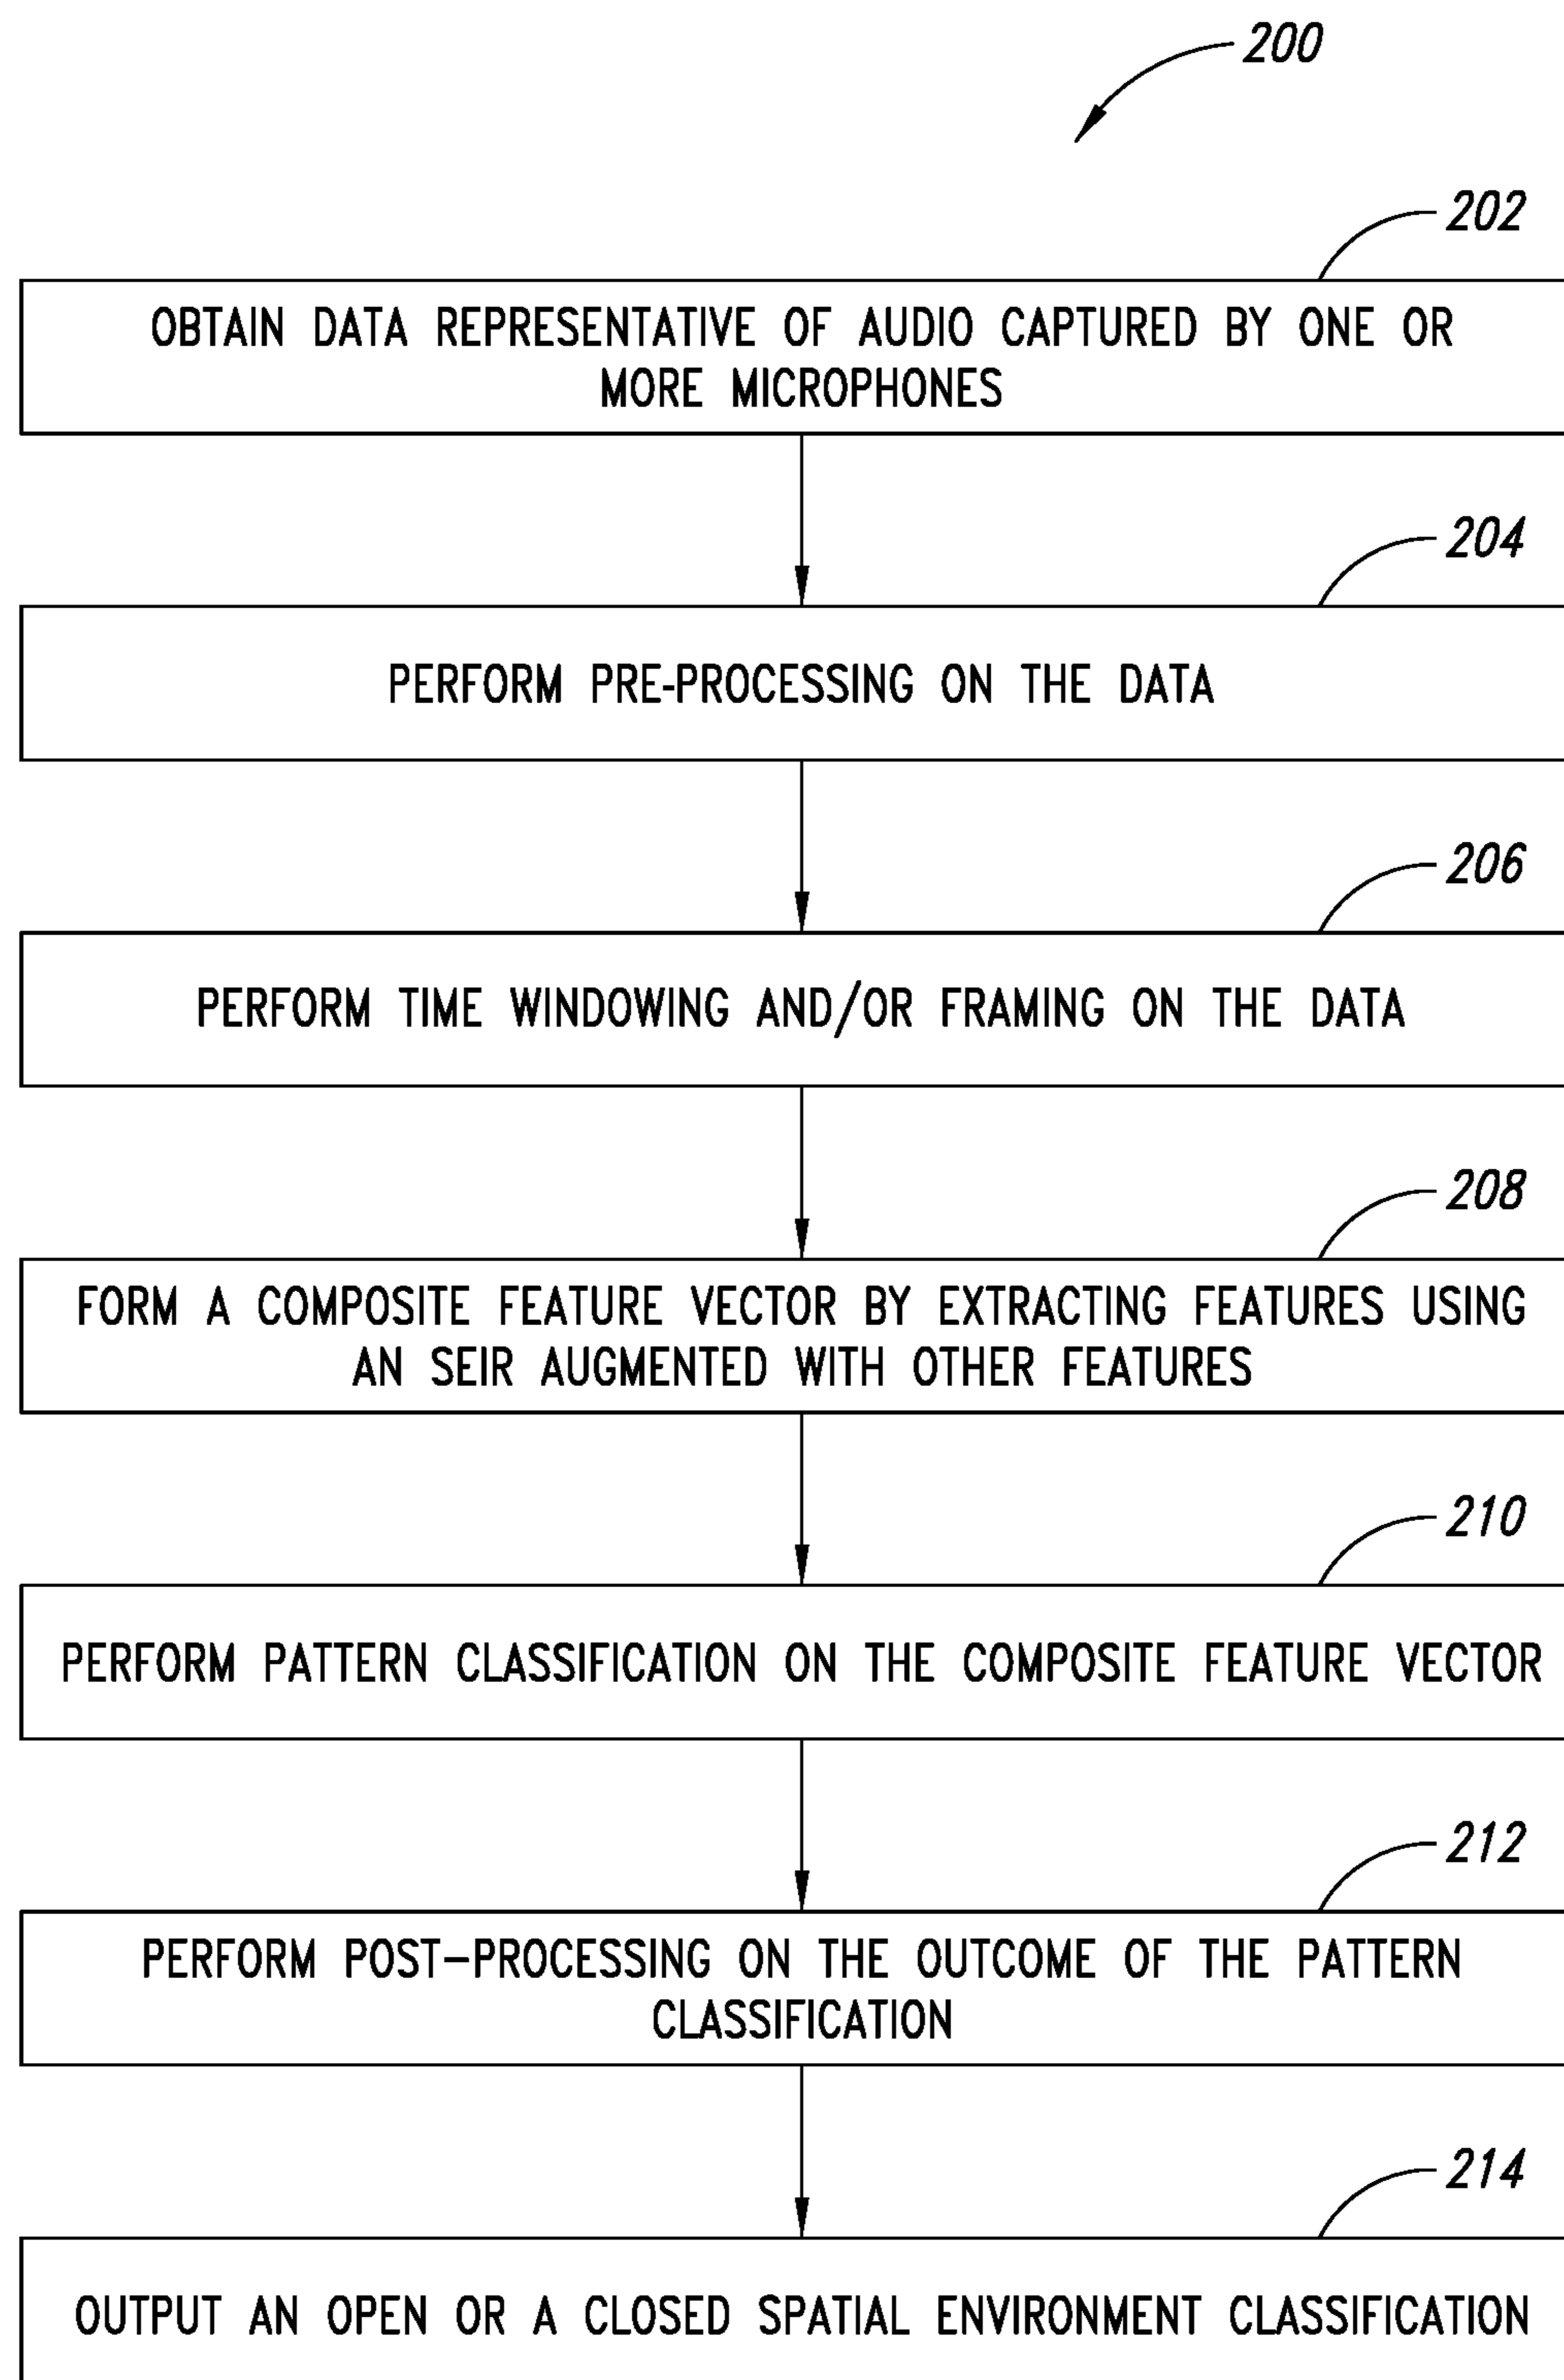 200
202
OBTAIN DATA REPRESENTATIVE OF AUDIO CAPTURED BY ONE OR
MORE MICROPHONES
204
PERFORM PRE-PROCESSING ON THE DATA
206
PERFORM TIME WINDOWING AND/OR FRAMING ON THE DATA
208
FORM A COMPOSITE FEATURE VECTOR BY EXTRACTING FEATURES USING
AN SEIR AUGMENTED WITH OTHER FEATURES
210
PERFORM PATTERN CLASSIFICATION ON THE COMPOSITE FEATURE VECTOR
212
PERFORM POST-PROCESSING ON THE OUTCOME OF THE PATTERN
CLASSIFICATION
214
OUTPUT AN OPEN OR A CLOSED SPATIAL ENVIRONMENT CLASSIFICATION